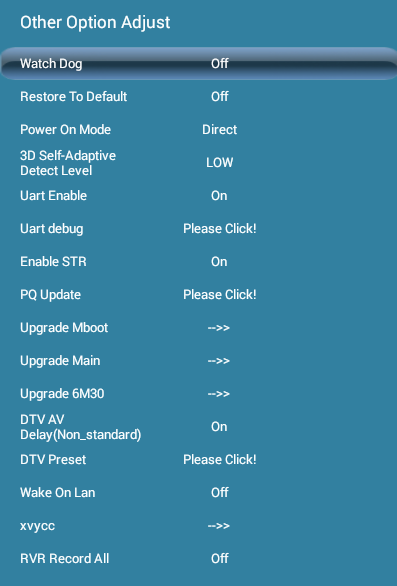 Other Option Adjust
Watch Dog Off
Restore To Default Off
Power On Mode Direct
3D Self-Adaptive
Detect Level LOW
Uart Enable On
Uart debug Please Click!
Enable STR On
PQ Update Please Click!
Upgrade Mboot -->>
Upgrade Main -->>
Upgrade 6M30 -->>
DTV AV
Delay(Non_standard) On
DTV Preset Please Click!
Wake On Lan Off
xvycc -->>
RVR Record All Off